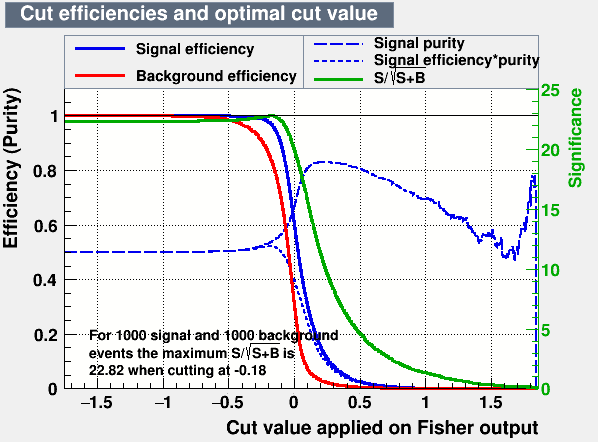 Cut efficiencies and optimal cut value
Signal efficiency
Background efficiency
Signal purity
Signal efficiency*purity
S/√S+B
Efficiency (Purity)
1
0.8
0.6
0.4
0.2
0
25
20
15
10
5
0
Significance
For 1000 signal and 1000 background
events the maximum S/√S+B is
22.82 when cutting at -0.18
−1.5 −1 −0.5 0 0.5 1 1.5
Cut value applied on Fisher output